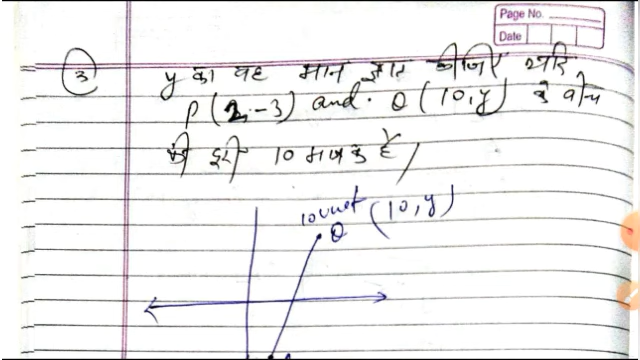 Page No.
Date
③ y का वह मान ज्ञात कीजिए यदि
P(2,-3) and. Q(10,y) के बीच
की दूरी 10 मात्रक है/
10 unit (10,y)
Q